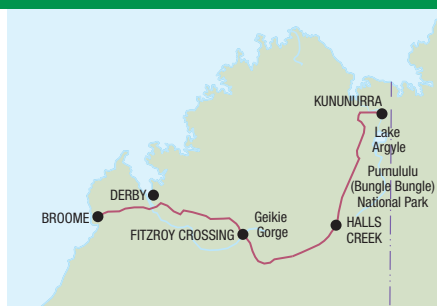 KUNUNURRA
Lake
Argyle
Purnululu
(Bungle Bungle)
National Park
DERBY
BROOME
Geikie
Gorge
FITZROY CROSSING
HALLS
CREEK